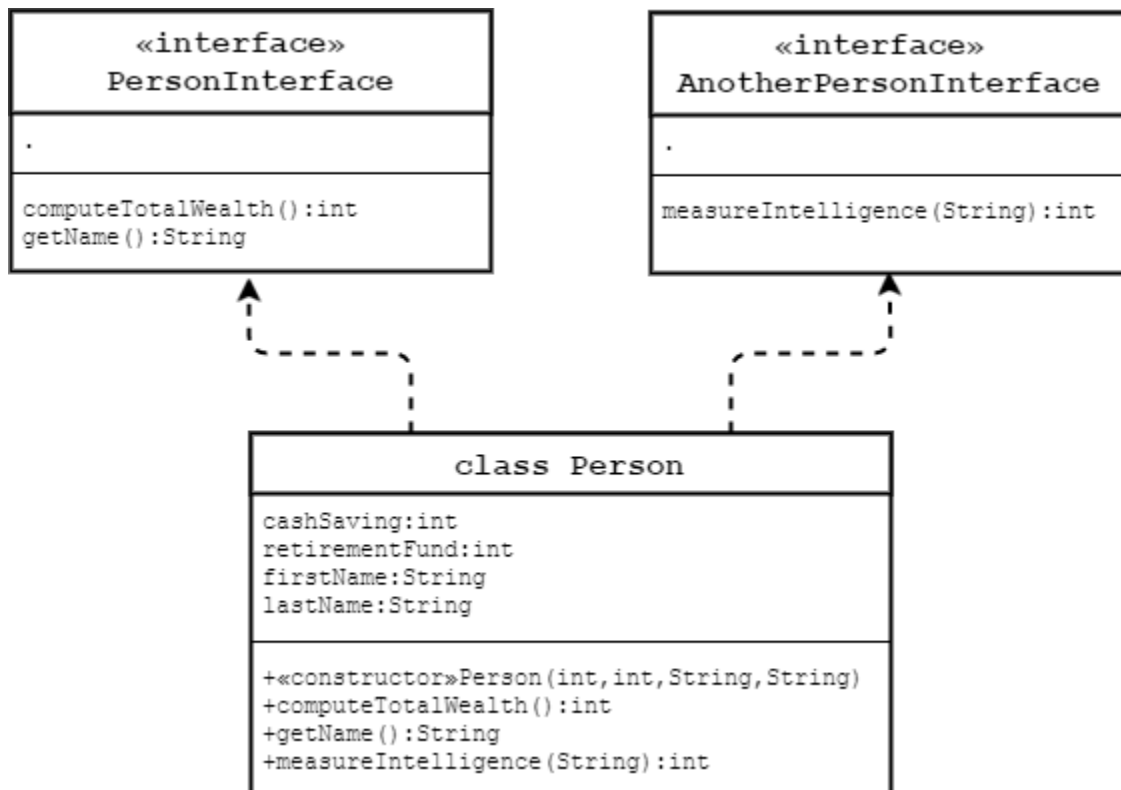 «interface»
PersonInterface
.
computeTotalWealth():int
getName():String
«interface»
AnotherPersonInterface
.
measureIntelligence(String):int
class Person
cashSaving:int
retirementFund:int
firstName:String
lastName:String
+«constructor»Person(int,int,String,String)
+computeTotalWealth():int
+getName():String
+measureIntelligence(String):int